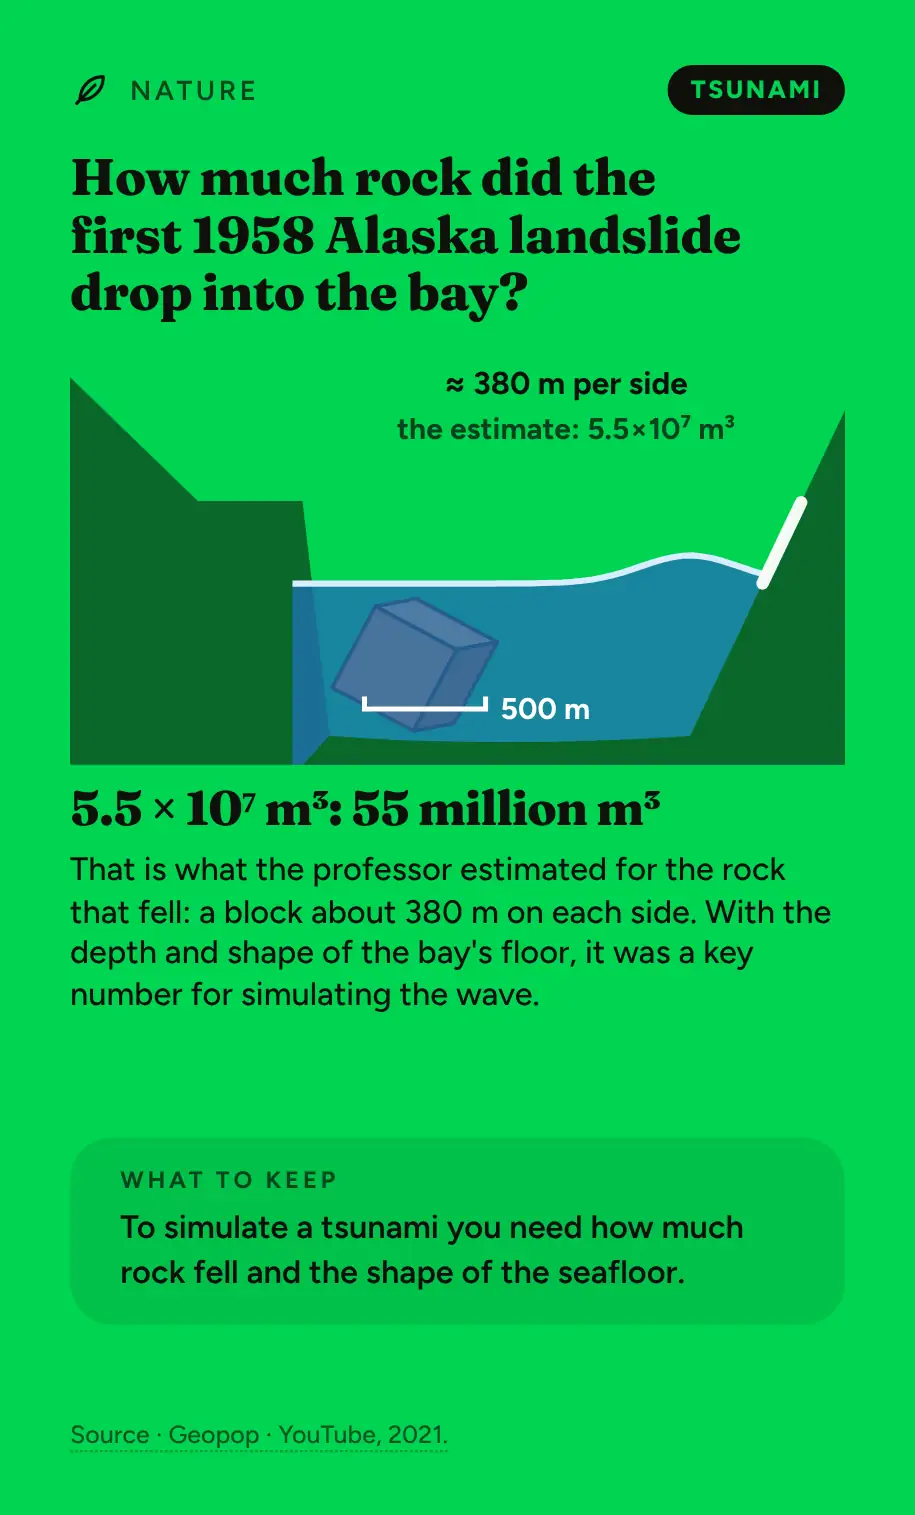 NATURE
TSUNAMI
How much rock did the
first 1958 Alaska landslide
drop into the bay?
≈ 380 m per side
the estimate: 5.5×10⁷ m³
500 m
5.5 × 10⁷ m³: 55 million m³
That is what the professor estimated for the rock
that fell: a block about 380 m on each side. With the
depth and shape of the bay's floor, it was a key
number for simulating the wave.
WHAT TO KEEP
To simulate a tsunami you need how much
rock fell and the shape of the seafloor.
Source · Geopop · YouTube, 2021.